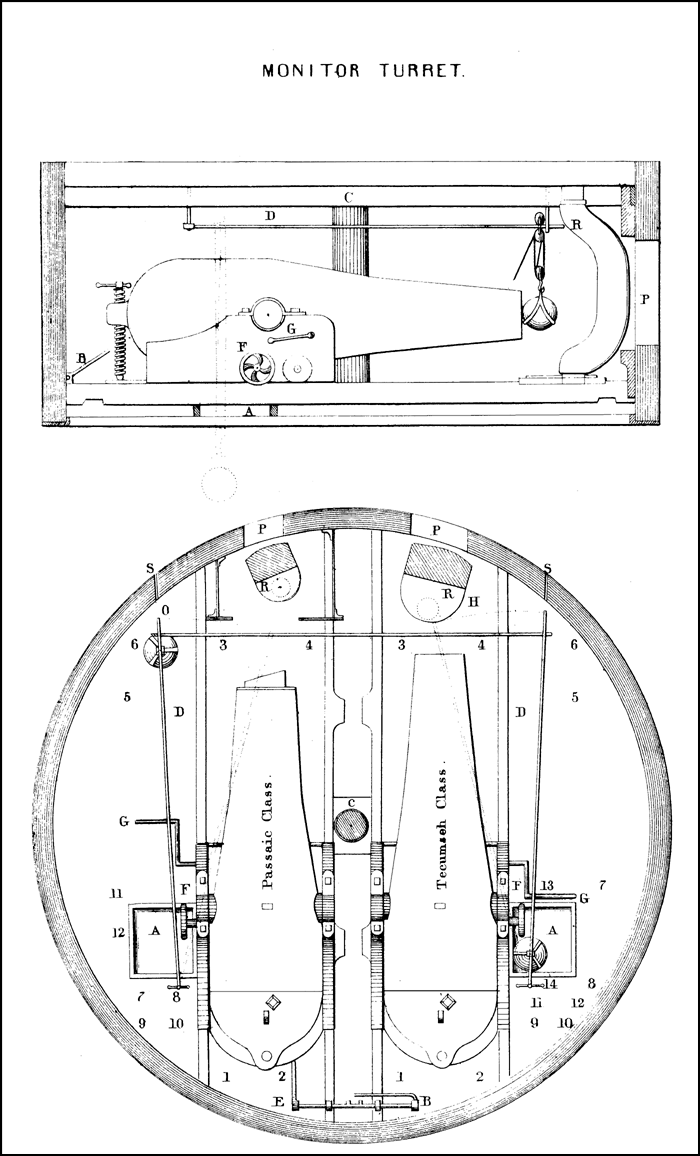 MONITOR TURRET.
C
D
R
P
G
F
B
A
P P
S S
R R H
0
6 3 4 3 4 6
5 5
D D
Passaic Class.
Tecumseh Class.
C
G
11 F F 13 7
G
12 A A
7 8 14 8
11 12
9 10 9 10
1 2 1 2
E B